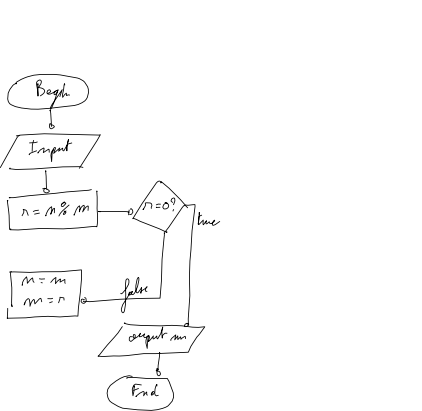 Begin
Input
r = n % m
r=0?
true
n = m
m = r
false
output m
End